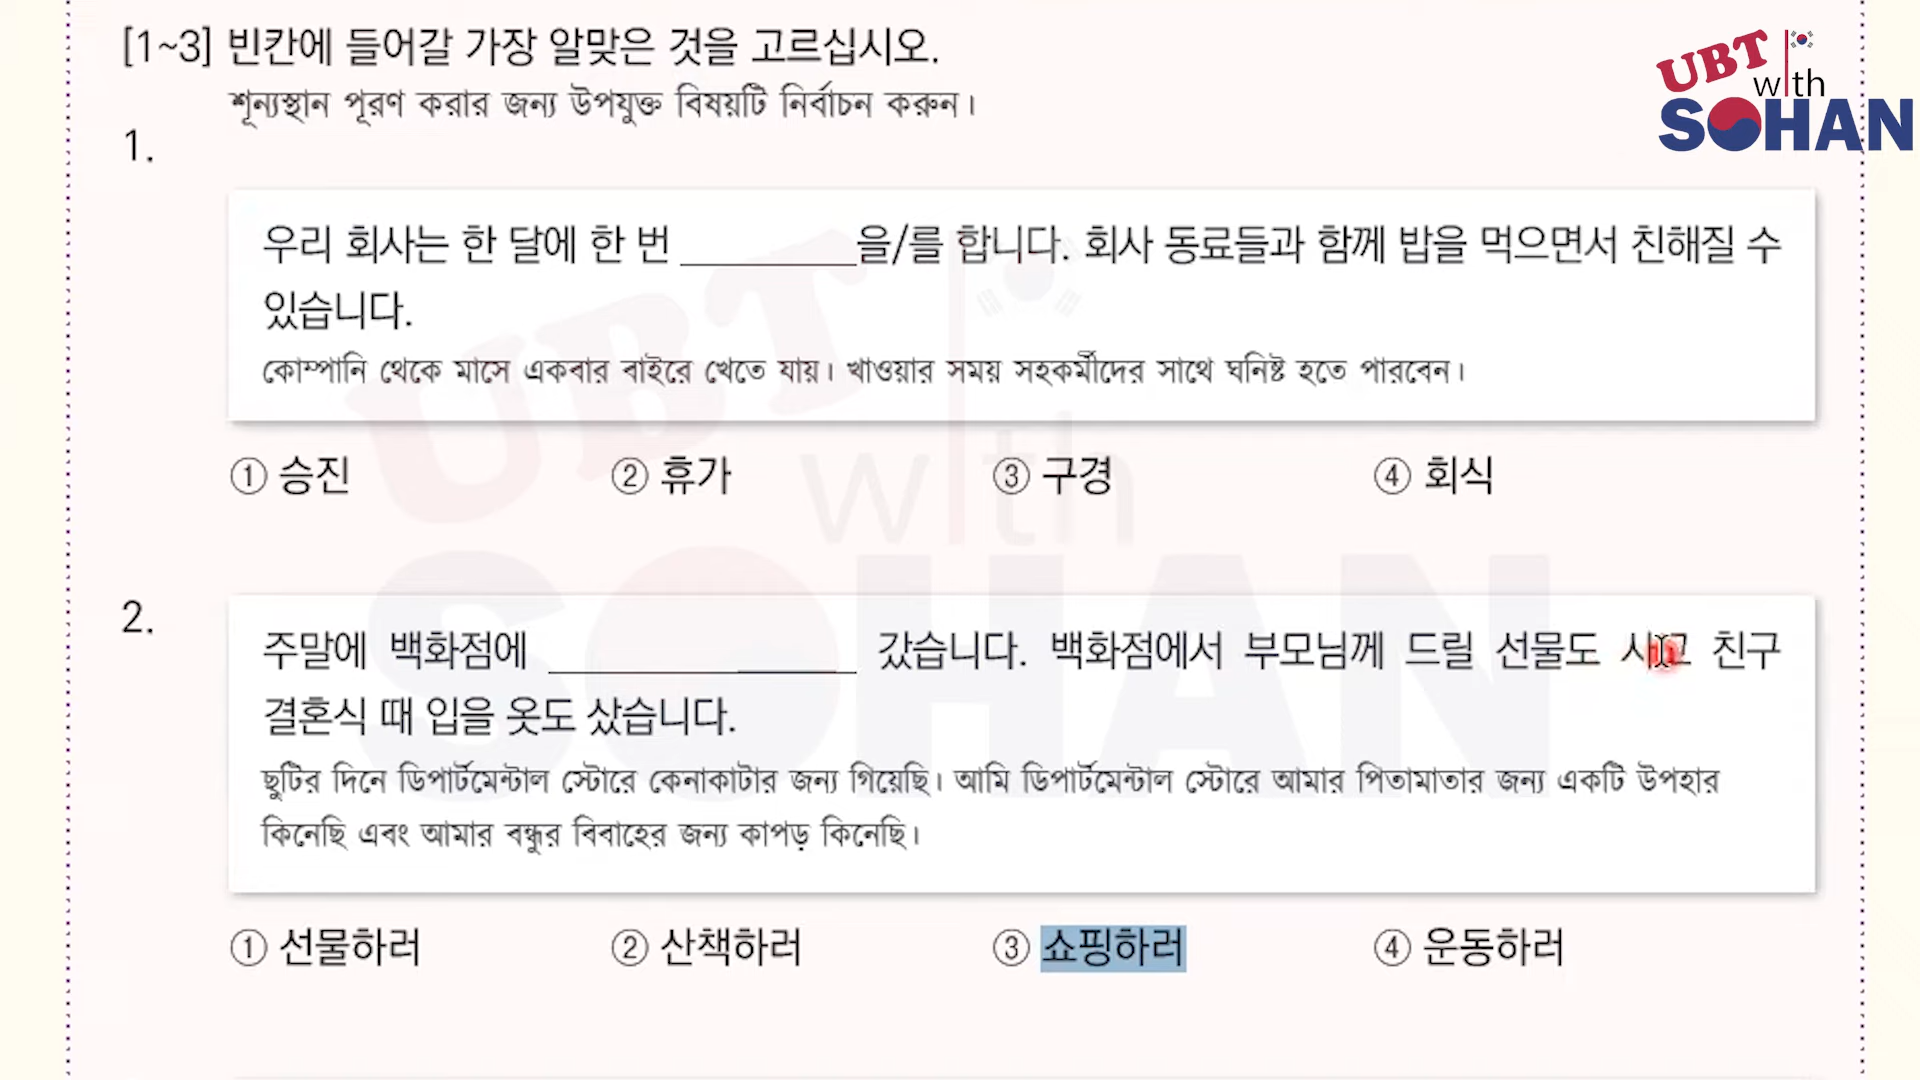 [1~3] 빈칸에 들어갈 가장 알맞은 것을 고르십시오.
শূন্যস্থান পূরণ করার জন্য উপযুক্ত বিষয়টি নির্বাচন করুন।
UBT with SOHAN
1.
우리 회사는 한 달에 한 번 ________을/를 합니다. 회사 동료들과 함께 밥을 먹으면서 친해질 수
있습니다.
কোম্পানি থেকে মাসে একবার বাইরে খেতে যায়। খাওয়ার সময় সহকর্মীদের সাথে ঘনিষ্ট হতে পারবেন।
① 승진 ② 휴가 ③ 구경 ④ 회식
2.
주말에 백화점에 ______________ 갔습니다. 백화점에서 부모님께 드릴 선물도 사고 친구
결혼식 때 입을 옷도 샀습니다.
ছুটির দিনে ডিপার্টমেন্টাল স্টোরে কেনাকাটার জন্য গিয়েছি। আমি ডিপার্টমেন্টাল স্টোরে আমার পিতামাতার জন্য একটি উপহার
কিনেছি এবং আমার বন্ধুর বিবাহের জন্য কাপড় কিনেছি।
① 선물하러 ② 산책하러 ③ 쇼핑하러 ④ 운동하러